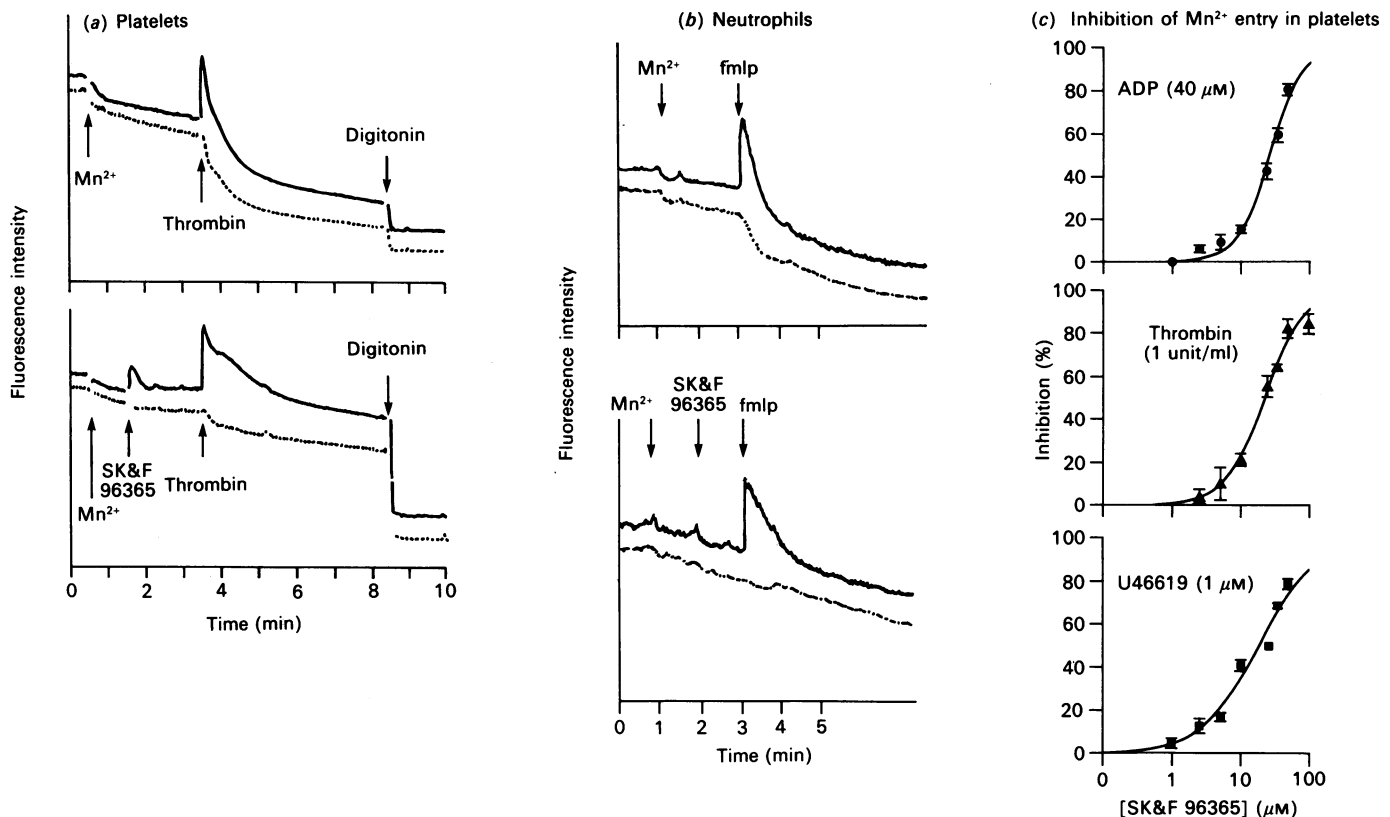 (a) Platelets
Fluorescence intensity
Mn²⁺
Thrombin
Digitonin
Mn²⁺
SK&F
96365
Thrombin
Digitonin
0 2 4 6 8 10
Time (min)
(b) Neutrophils
Fluorescence intensity
Mn²⁺ fmlp
Mn²⁺
SK&F
96365
fmlp
0 1 2 3 4 5
Time (min)
(c) Inhibition of Mn²⁺ entry in platelets
Inhibition (%)
100
80
60
40
20
0
ADP (40 μM)
100
80
60
40
20
0
Thrombin
(1 unit/ml)
100
80
60
40
20
0
U46619 (1 μM)
0 1 10 100
[SK&F 96365] (μM)